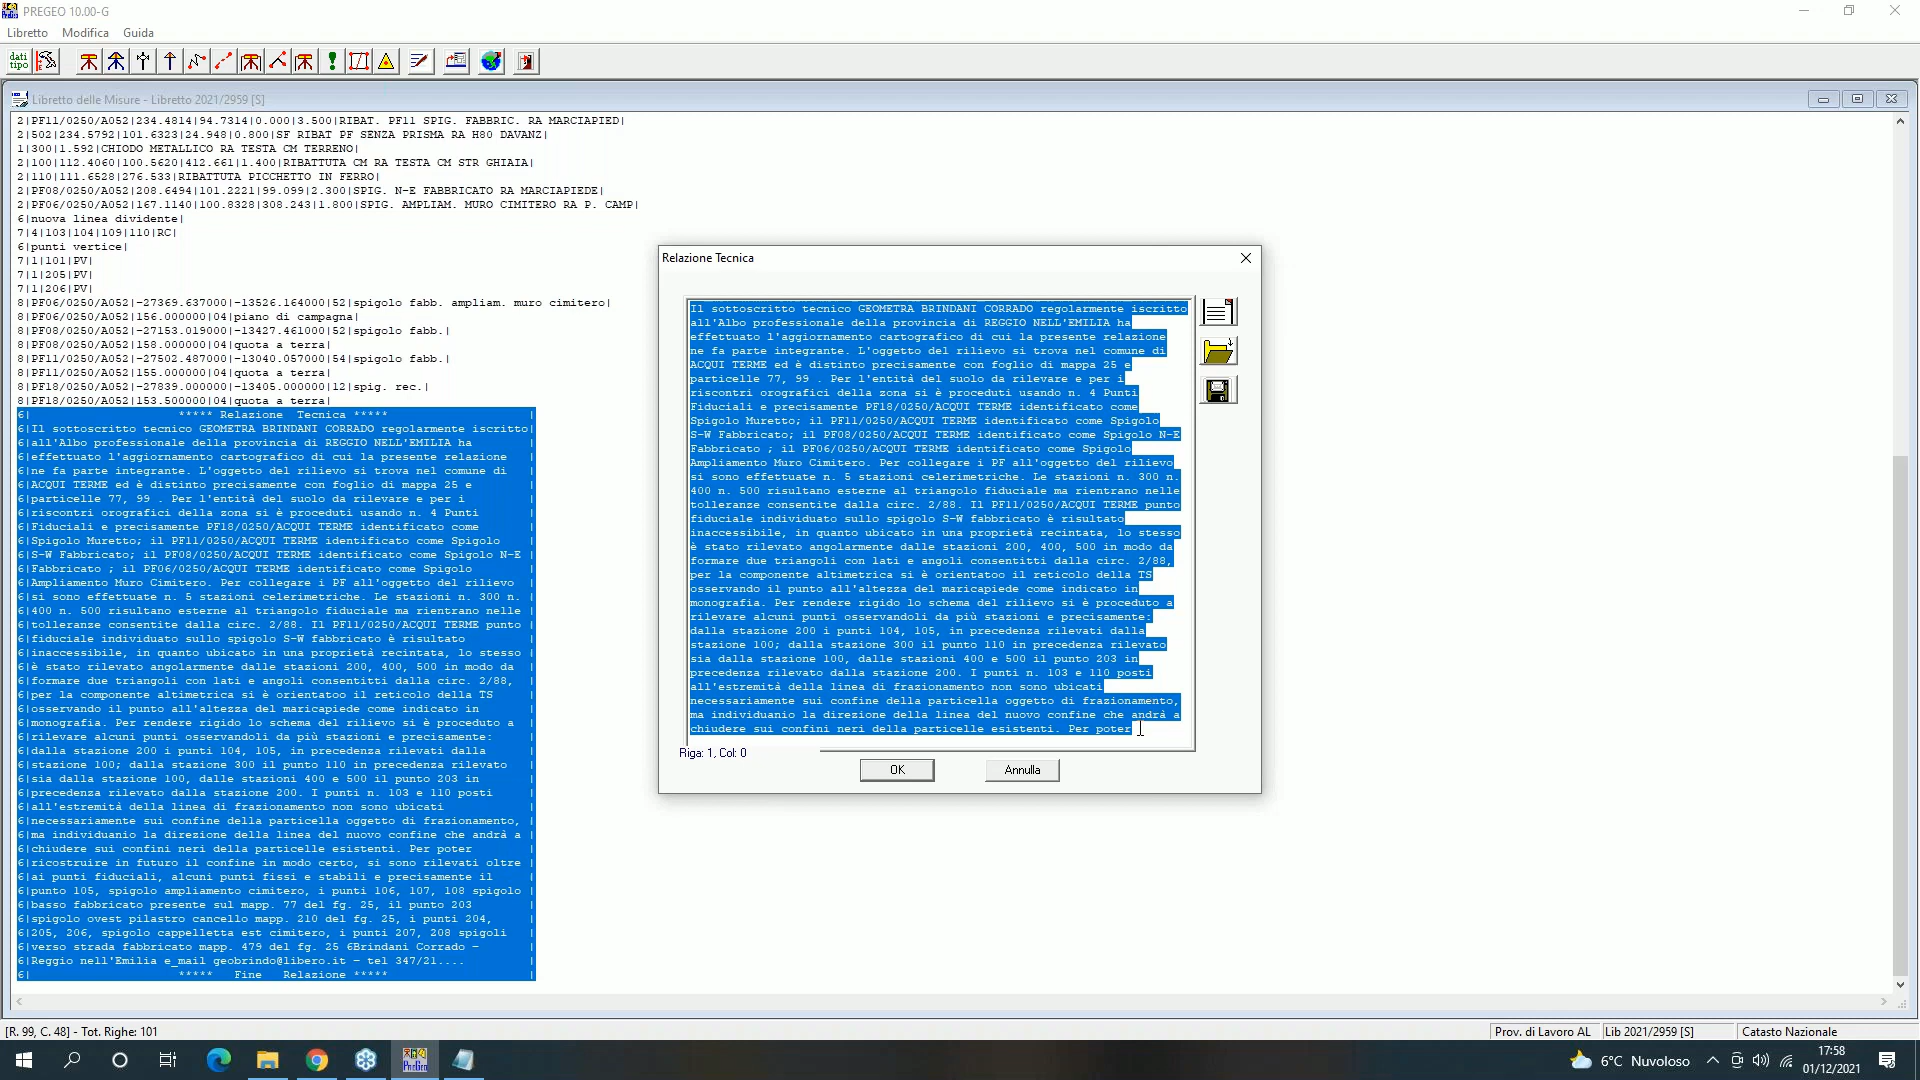 PREGEO 10.00-G
Libretto Modifica Guida
dati tipo
Libretto delle Misure - Libretto 2021/2959 [S]
2|PF11/0250/A052|234.4814|94.7314|0.000|3.500|RIBAT. PF11 SPIG. FABBRIC. RA MARCIAPIED|
2|502|234.5792|101.6323|24.948|0.800|SF RIBAT PF SENZA PRISMA RA H80 DAVANZ|
1|300|1.592|CHIODO METALLICO RA TESTA CM TERRENO|
2|100|112.4060|100.5620|412.661|1.400|RIBATTUTA CM RA TESTA CM STR GHIAIA|
2|110|111.6528|276.533|RIBATTUTA PICCHETTO IN FERRO|
2|PF08/0250/A052|208.6494|101.2221|99.099|2.300|SPIG. N-E FABBRICATO RA MARCIAPIEDE|
2|PF06/0250/A052|167.1140|100.8328|308.243|1.800|SPIG. AMPLIAM. MURO CIMITERO RA P. CAMP|
6|nuova linea dividente|
7|4|103|104|109|110|RC|
6|punti vertice|
7|1|101|PV|
7|1|205|PV|
7|1|206|PV|
8|PF06/0250/A052|-27369.637000|-13526.164000|52|spigolo fabb. ampliam. muro cimitero|
8|PF06/0250/A052|156.000000|04|piano di campagna|
8|PF08/0250/A052|-27153.019000|-13427.461000|52|spigolo fabb.|
8|PF08/0250/A052|158.000000|04|quota a terra|
8|PF11/0250/A052|-27502.487000|-13040.057000|54|spigolo fabb.|
8|PF11/0250/A052|155.000000|04|quota a terra|
8|PF18/0250/A052|-27839.000000|-13405.000000|12|spig. rec.|
8|PF18/0250/A052|153.500000|04|quota a terra|
6| ***** Relazione Tecnica ***** |
6|Il sottoscritto tecnico GEOMETRA BRINDANI CORRADO regolarmente iscritto|
6|all'Albo professionale della provincia di REGGIO NELL'EMILIA ha |
6|effettuato l'aggiornamento cartografico di cui la presente relazione |
6|ne fa parte integrante. L'oggetto del rilievo si trova nel comune di |
6|ACQUI TERME ed è distinto precisamente con foglio di mappa 25 e |
6|particelle 77, 99 . Per l'entità del suolo da rilevare e per i |
6|riscontri orografici della zona si è proceduti usando n. 4 Punti |
6|Fiduciali e precisamente PF18/0250/ACQUI TERME identificato come |
6|Spigolo Muretto; il PF11/0250/ACQUI TERME identificato come Spigolo |
6|S-W Fabbricato; il PF08/0250/ACQUI TERME identificato come Spigolo N-E |
6|Fabbricato ; il PF06/0250/ACQUI TERME identificato come Spigolo |
6|Ampliamento Muro Cimitero. Per collegare i PF all'oggetto del rilievo |
6|si sono effettuate n. 5 stazioni celerimetriche. Le stazioni n. 300 n. |
6|400 n. 500 risultano esterne al triangolo fiduciale ma rientrano nelle |
6|tolleranze consentite dalla circ. 2/88. Il PF11/0250/ACQUI TERME punto |
6|fiduciale individuato sullo spigolo S-W fabbricato è risultato |
6|inaccessibile, in quanto ubicato in una proprietà recintata, lo stesso |
6|è stato rilevato angolarmente dalle stazioni 200, 400, 500 in modo da |
6|formare due triangoli con lati e angoli consentitti dalla circ. 2/88, |
6|per la componente altimetrica si è orientatoo il reticolo della TS |
6|osservando il punto all'altezza del maricapiede come indicato in |
6|monografia. Per rendere rigido lo schema del rilievo si è proceduto a |
6|rilevare alcuni punti osservandoli da più stazioni e precisamente: |
6|dalla stazione 200 i punti 104, 105, in precedenza rilevati dalla |
6|stazione 100; dalla stazione 300 il punto 110 in precedenza rilevato |
6|sia dalla stazione 100, dalle stazioni 400 e 500 il punto 203 in |
6|precedenza rilevato dalla stazione 200. I punti n. 103 e 110 posti |
6|all'estremità della linea di frazionamento non sono ubicati |
6|necessariamente sui confine della particella oggetto di frazionamento, |
6|ma individuanio la direzione della linea del nuovo confine che andrà a |
6|chiudere sui confini neri della particelle esistenti. Per poter |
6|ricostruire in futuro il confine in modo certo, si sono rilevati oltre |
6|ai punti fiduciali, alcuni punti fissi e stabili e precisamente il |
6|punto 105, spigolo ampliamento cimitero, i punti 106, 107, 108 spigolo |
6|basso fabbricato presente sul mapp. 77 del fg. 25, il punto 203 |
6|spigolo ovest pilastro cancello mapp. 210 del fg. 25, i punti 204, |
6|205, 206, spigolo cappelletta est cimitero, i punti 207, 208 spigoli |
6|verso strada fabbricato mapp. 479 del fg. 25 6Brindani Corrado - |
6|Reggio nell'Emilia e_mail geobrindo@libero.it - tel 347/21.... |
6| ***** Fine Relazione ***** |
Relazione Tecnica
Il sottoscritto tecnico GEOMETRA BRINDANI CORRADO regolarmente iscritto
all'Albo professionale della provincia di REGGIO NELL'EMILIA ha
effettuato l'aggiornamento cartografico di cui la presente relazione
ne fa parte integrante. L'oggetto del rilievo si trova nel comune di
ACQUI TERME ed è distinto precisamente con foglio di mappa 25 e
particelle 77, 99 . Per l'entità del suolo da rilevare e per i
riscontri orografici della zona si è proceduti usando n. 4 Punti
Fiduciali e precisamente PF18/0250/ACQUI TERME identificato come
Spigolo Muretto; il PF11/0250/ACQUI TERME identificato come Spigolo
S-W Fabbricato; il PF08/0250/ACQUI TERME identificato come Spigolo N-E
Fabbricato ; il PF06/0250/ACQUI TERME identificato come Spigolo
Ampliamento Muro Cimitero. Per collegare i PF all'oggetto del rilievo
si sono effettuate n. 5 stazioni celerimetriche. Le stazioni n. 300 n.
400 n. 500 risultano esterne al triangolo fiduciale ma rientrano nelle
tolleranze consentite dalla circ. 2/88. Il PF11/0250/ACQUI TERME punto
fiduciale individuato sullo spigolo S-W fabbricato è risultato
inaccessibile, in quanto ubicato in una proprietà recintata, lo stesso
è stato rilevato angolarmente dalle stazioni 200, 400, 500 in modo da
formare due triangoli con lati e angoli consentitti dalla circ. 2/88,
per la componente altimetrica si è orientatoo il reticolo della TS
osservando il punto all'altezza del maricapiede come indicato in
monografia. Per rendere rigido lo schema del rilievo si è proceduto a
rilevare alcuni punti osservandoli da più stazioni e precisamente:
dalla stazione 200 i punti 104, 105, in precedenza rilevati dalla
stazione 100; dalla stazione 300 il punto 110 in precedenza rilevato
sia dalla stazione 100, dalle stazioni 400 e 500 il punto 203 in
precedenza rilevato dalla stazione 200. I punti n. 103 e 110 posti
all'estremità della linea di frazionamento non sono ubicati
necessariamente sui confine della particella oggetto di frazionamento,
ma individuanio la direzione della linea del nuovo confine che andrà a
chiudere sui confini neri della particelle esistenti. Per poter
Riga: 1, Col: 0
OK Annulla
[R. 99, C. 48] - Tot. Righe: 101
Prov. di Lavoro AL Lib 2021/2959 [S] Catasto Nazionale
6°C Nuvoloso
17:58
01/12/2021